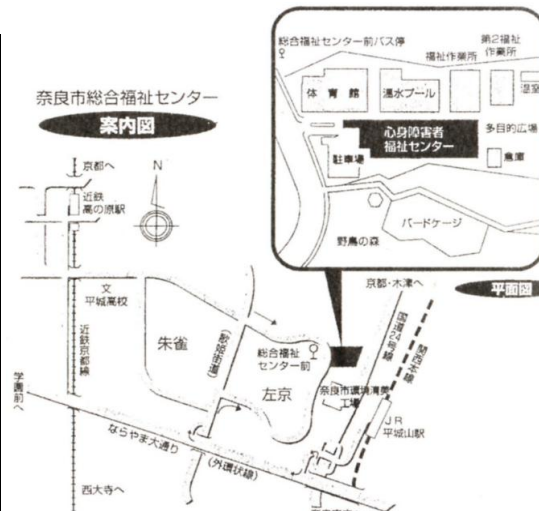 奈良市総合福祉センター
案内図
総合福祉センター前バス停
福祉作業所
第2福祉
作業所
体育館
温水プール
温室
心身障害者
福祉センター
多目的広場
駐車場
倉庫
バードケージ
野鳥の森
平面図
京都へ
N
近鉄
高の原駅
文
平城高校
朱雀
(歌姫街道)
近鉄京都線
学園前へ
総合福祉
センター前
左京
京都・木津へ
国道24号線
関西本線
奈良市環境清美
工場
JR
平城山駅
ならやま大通り
(外環状線)
西大寺へ